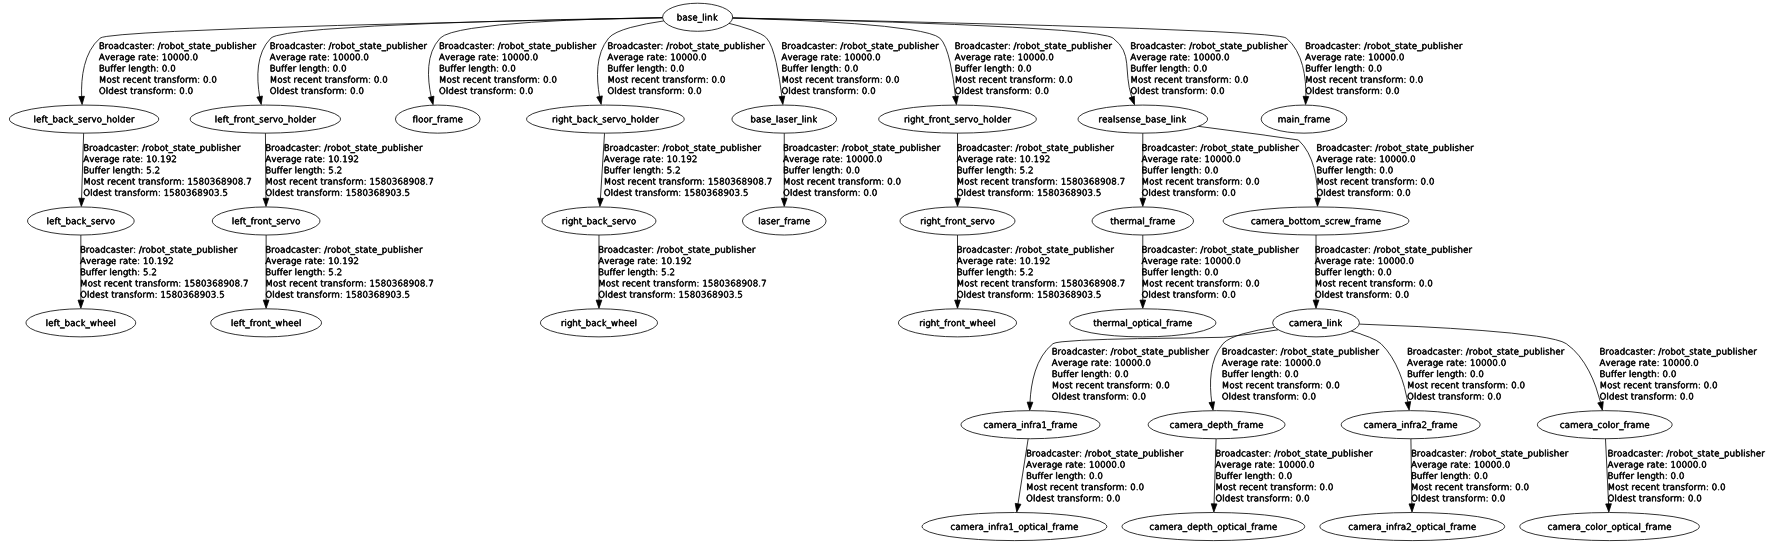 base_link
Broadcaster: /robot_state_publisher
Average rate: 10000.0
Buffer length: 0.0
Most recent transform: 0.0
Oldest transform: 0.0
Broadcaster: /robot_state_publisher
Average rate: 10000.0
Buffer length: 0.0
Most recent transform: 0.0
Oldest transform: 0.0
Broadcaster: /robot_state_publisher
Average rate: 10000.0
Buffer length: 0.0
Most recent transform: 0.0
Oldest transform: 0.0
Broadcaster: /robot_state_publisher
Average rate: 10000.0
Buffer length: 0.0
Most recent transform: 0.0
Oldest transform: 0.0
Broadcaster: /robot_state_publisher
Average rate: 10000.0
Buffer length: 0.0
Most recent transform: 0.0
Oldest transform: 0.0
Broadcaster: /robot_state_publisher
Average rate: 10000.0
Buffer length: 0.0
Most recent transform: 0.0
Oldest transform: 0.0
Broadcaster: /robot_state_publisher
Average rate: 10000.0
Buffer length: 0.0
Most recent transform: 0.0
Oldest transform: 0.0
Broadcaster: /robot_state_publisher
Average rate: 10000.0
Buffer length: 0.0
Most recent transform: 0.0
Oldest transform: 0.0
left_back_servo_holder
left_front_servo_holder
floor_frame
right_back_servo_holder
base_laser_link
right_front_servo_holder
realsense_base_link
main_frame
Broadcaster: /robot_state_publisher
Average rate: 10.192
Buffer length: 5.2
Most recent transform: 1580368908.7
Oldest transform: 1580368903.5
Broadcaster: /robot_state_publisher
Average rate: 10.192
Buffer length: 5.2
Most recent transform: 1580368908.7
Oldest transform: 1580368903.5
Broadcaster: /robot_state_publisher
Average rate: 10.192
Buffer length: 5.2
Most recent transform: 1580368908.7
Oldest transform: 1580368903.5
Broadcaster: /robot_state_publisher
Average rate: 10000.0
Buffer length: 0.0
Most recent transform: 0.0
Oldest transform: 0.0
Broadcaster: /robot_state_publisher
Average rate: 10.192
Buffer length: 5.2
Most recent transform: 1580368908.7
Oldest transform: 1580368903.5
Broadcaster: /robot_state_publisher
Average rate: 10000.0
Buffer length: 0.0
Most recent transform: 0.0
Oldest transform: 0.0
Broadcaster: /robot_state_publisher
Average rate: 10000.0
Buffer length: 0.0
Most recent transform: 0.0
Oldest transform: 0.0
left_back_servo
left_front_servo
right_back_servo
laser_frame
right_front_servo
thermal_frame
camera_bottom_screw_frame
Broadcaster: /robot_state_publisher
Average rate: 10.192
Buffer length: 5.2
Most recent transform: 1580368908.7
Oldest transform: 1580368903.5
Broadcaster: /robot_state_publisher
Average rate: 10.192
Buffer length: 5.2
Most recent transform: 1580368908.7
Oldest transform: 1580368903.5
Broadcaster: /robot_state_publisher
Average rate: 10.192
Buffer length: 5.2
Most recent transform: 1580368908.7
Oldest transform: 1580368903.5
Broadcaster: /robot_state_publisher
Average rate: 10.192
Buffer length: 5.2
Most recent transform: 1580368908.7
Oldest transform: 1580368903.5
Broadcaster: /robot_state_publisher
Average rate: 10000.0
Buffer length: 0.0
Most recent transform: 0.0
Oldest transform: 0.0
Broadcaster: /robot_state_publisher
Average rate: 10000.0
Buffer length: 0.0
Most recent transform: 0.0
Oldest transform: 0.0
left_back_wheel
left_front_wheel
right_back_wheel
right_front_wheel
thermal_optical_frame
camera_link
Broadcaster: /robot_state_publisher
Average rate: 10000.0
Buffer length: 0.0
Most recent transform: 0.0
Oldest transform: 0.0
Broadcaster: /robot_state_publisher
Average rate: 10000.0
Buffer length: 0.0
Most recent transform: 0.0
Oldest transform: 0.0
Broadcaster: /robot_state_publisher
Average rate: 10000.0
Buffer length: 0.0
Most recent transform: 0.0
Oldest transform: 0.0
Broadcaster: /robot_state_publisher
Average rate: 10000.0
Buffer length: 0.0
Most recent transform: 0.0
Oldest transform: 0.0
camera_infra1_frame
camera_depth_frame
camera_infra2_frame
camera_color_frame
Broadcaster: /robot_state_publisher
Average rate: 10000.0
Buffer length: 0.0
Most recent transform: 0.0
Oldest transform: 0.0
Broadcaster: /robot_state_publisher
Average rate: 10000.0
Buffer length: 0.0
Most recent transform: 0.0
Oldest transform: 0.0
Broadcaster: /robot_state_publisher
Average rate: 10000.0
Buffer length: 0.0
Most recent transform: 0.0
Oldest transform: 0.0
Broadcaster: /robot_state_publisher
Average rate: 10000.0
Buffer length: 0.0
Most recent transform: 0.0
Oldest transform: 0.0
camera_infra1_optical_frame
camera_depth_optical_frame
camera_infra2_optical_frame
camera_color_optical_frame